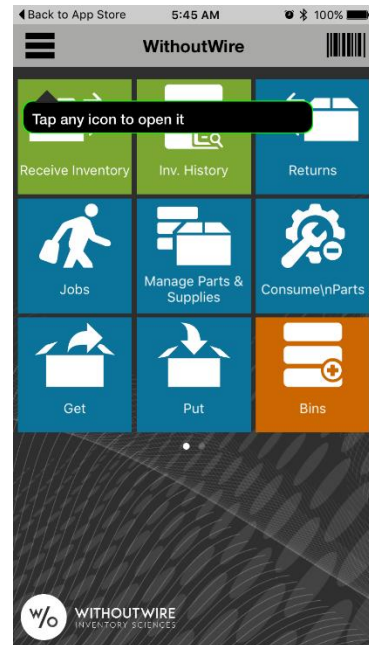 Back to App Store 5:45 AM 100%
WithoutWire
Tap any icon to open it
Receive Inventory Inv. History Returns
Jobs Manage Parts & Supplies Consume\nParts
Get Put Bins
W/O WITHOUTWIRE
INVENTORY SCIENCES